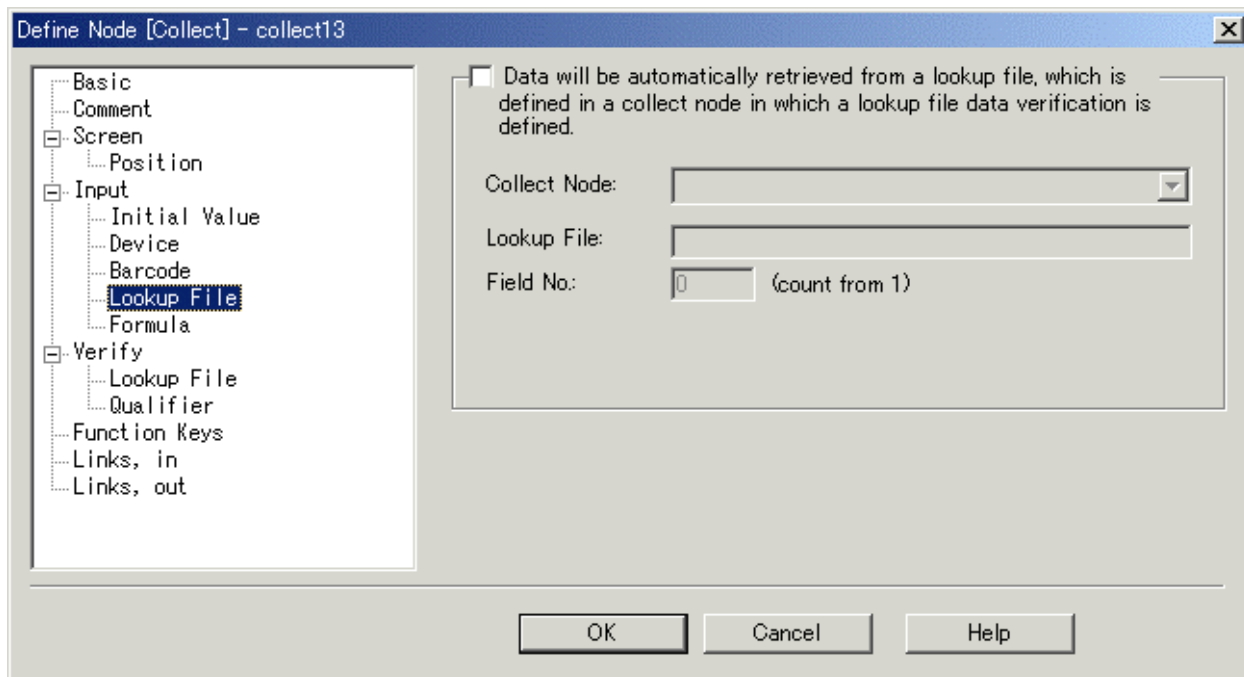 Define Node [Collect] - collect13
Basic
Comment
Screen
Position
Input
Initial Value
Device
Barcode
Lookup File
Formula
Verify
Lookup File
Qualifier
Function Keys
Links, in
Links, out
Data will be automatically retrieved from a lookup file, which is
defined in a collect node in which a lookup file data verification is
defined.
Collect Node:
Lookup File:
Field No.: 0 (count from 1)
OK Cancel Help